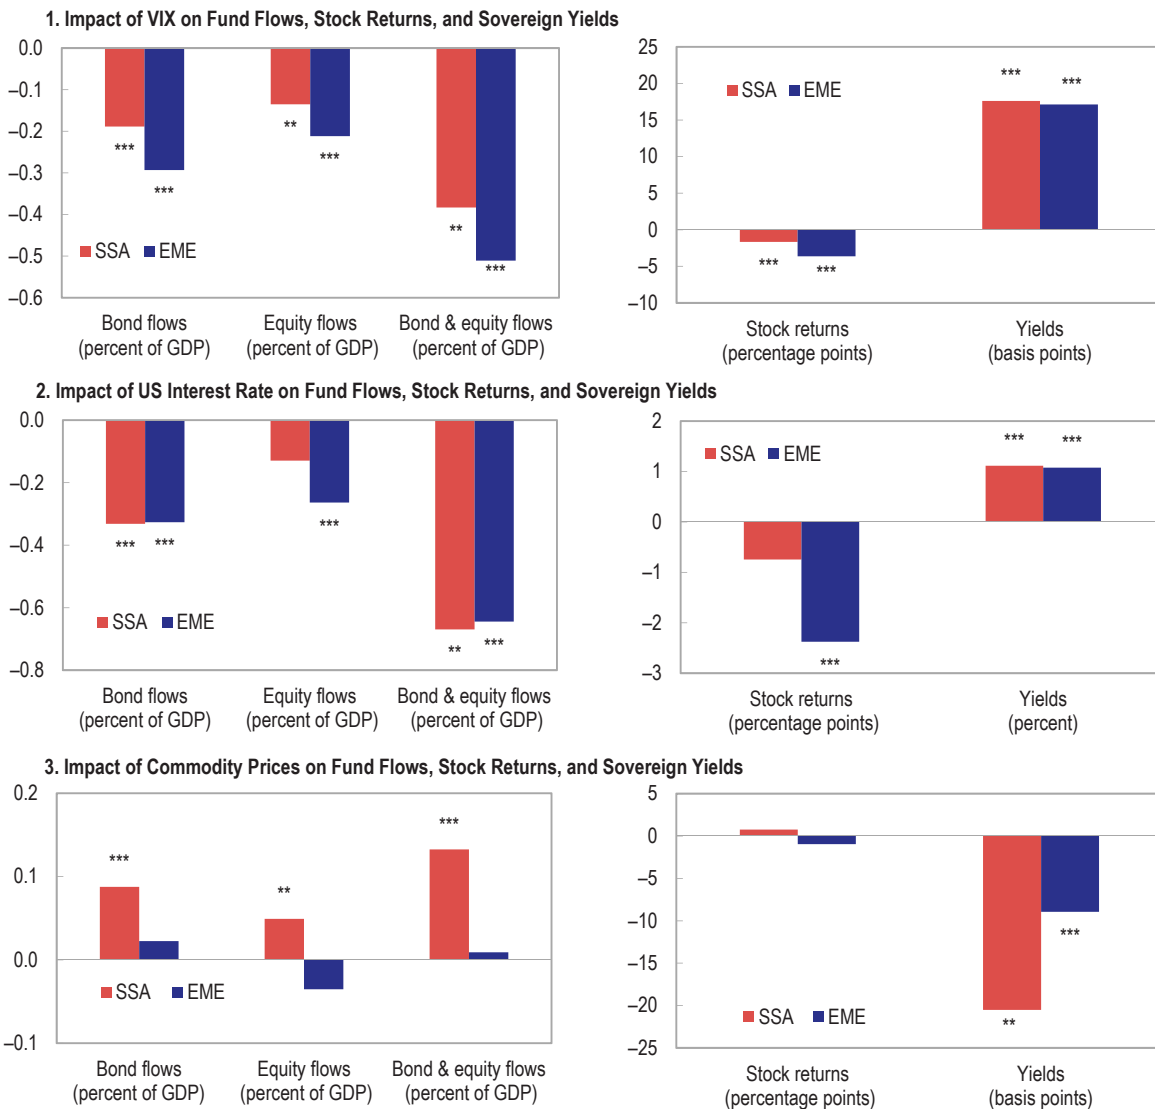 1. Impact of VIX on Fund Flows, Stock Returns, and Sovereign Yields
0.0
–0.1
–0.2
–0.3
–0.4
–0.5
–0.6
*** *** ** *** ** ***
SSA EME
Bond flows Equity flows Bond & equity flows
(percent of GDP) (percent of GDP) (percent of GDP)
25
20
15
10
5
0
–5
–10
SSA EME
*** *** *** ***
Stock returns Yields
(percentage points) (basis points)
2. Impact of US Interest Rate on Fund Flows, Stock Returns, and Sovereign Yields
0.0
–0.2
–0.4
–0.6
–0.8
*** *** *** ** ***
SSA EME
Bond flows Equity flows Bond & equity flows
(percent of GDP) (percent of GDP) (percent of GDP)
2
1
0
–1
–2
–3
SSA EME
*** *** ***
Stock returns Yields
(percentage points) (percent)
3. Impact of Commodity Prices on Fund Flows, Stock Returns, and Sovereign Yields
0.2
0.1
0.0
–0.1
*** ** ***
SSA EME
Bond flows Equity flows Bond & equity flows
(percent of GDP) (percent of GDP) (percent of GDP)
5
0
–5
–10
–15
–20
–25
** ***
SSA EME
Stock returns Yields
(percentage points) (basis points)